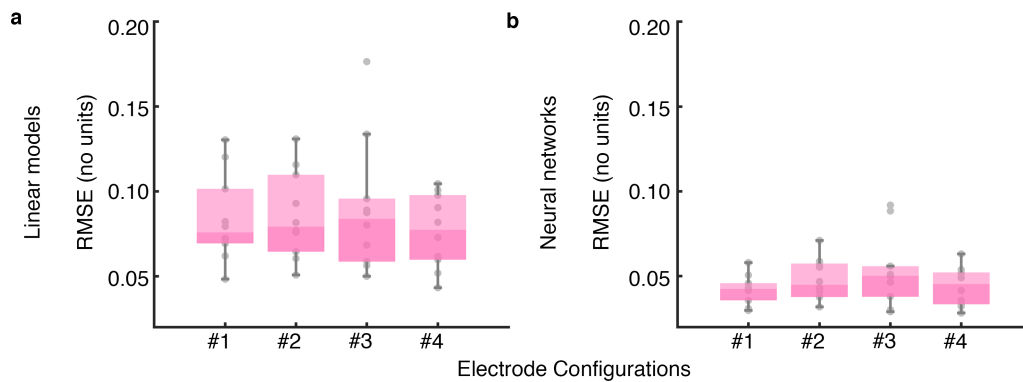 a
Linear models
RMSE (no units)
0.20
0.15
0.10
0.05
#1 #2 #3 #4
b
Neural networks
RMSE (no units)
0.20
0.15
0.10
0.05
#1 #2 #3 #4
Electrode Configurations